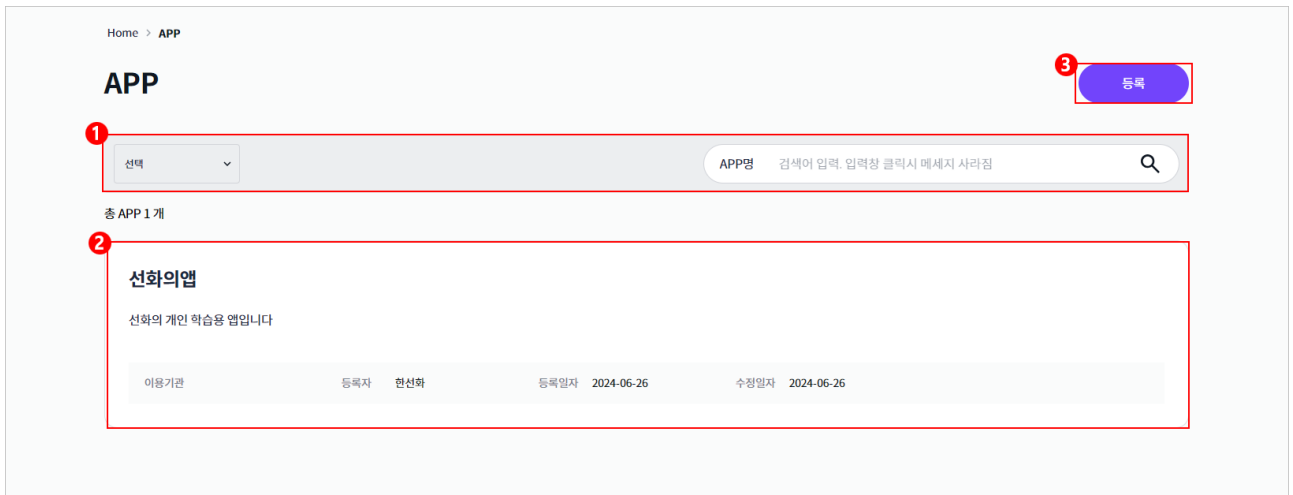 Home > APP
APP
3
등록
1
선택
APP명 검색어 입력. 입력창 클릭시 메세지 사라짐
총 APP 1 개
2
선화의앱
선화의 개인 학습용 앱입니다
이용기관 등록자 한선화 등록일자 2024-06-26 수정일자 2024-06-26